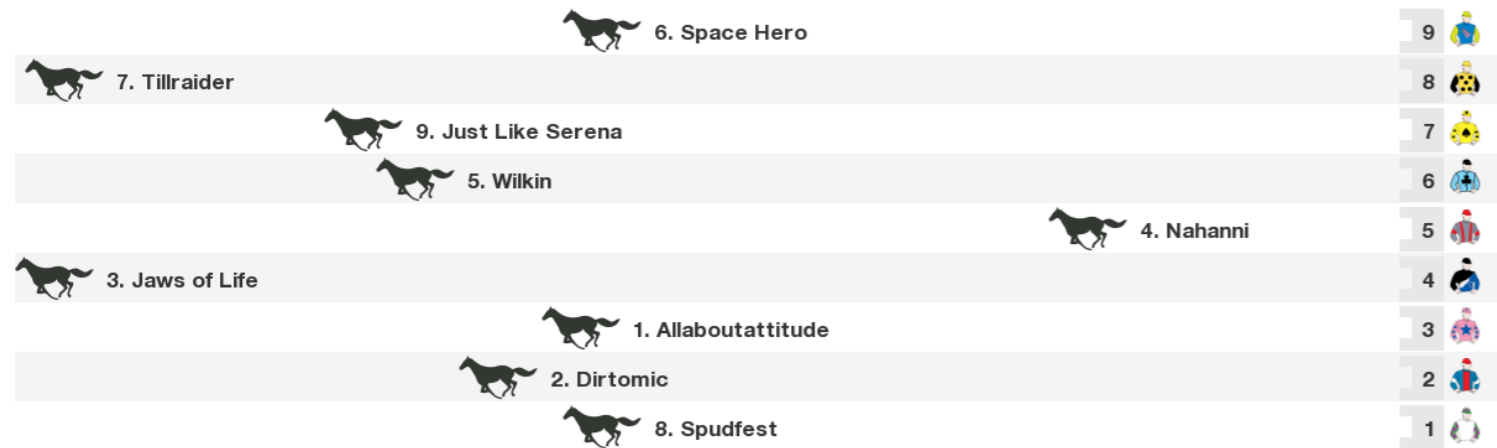 6. Space Hero 9
7. Tillraider 8
9. Just Like Serena 7
5. Wilkin 6
4. Nahanni 5
3. Jaws of Life 4
1. Allaboutattitude 3
2. Dirtomic 2
8. Spudfest 1